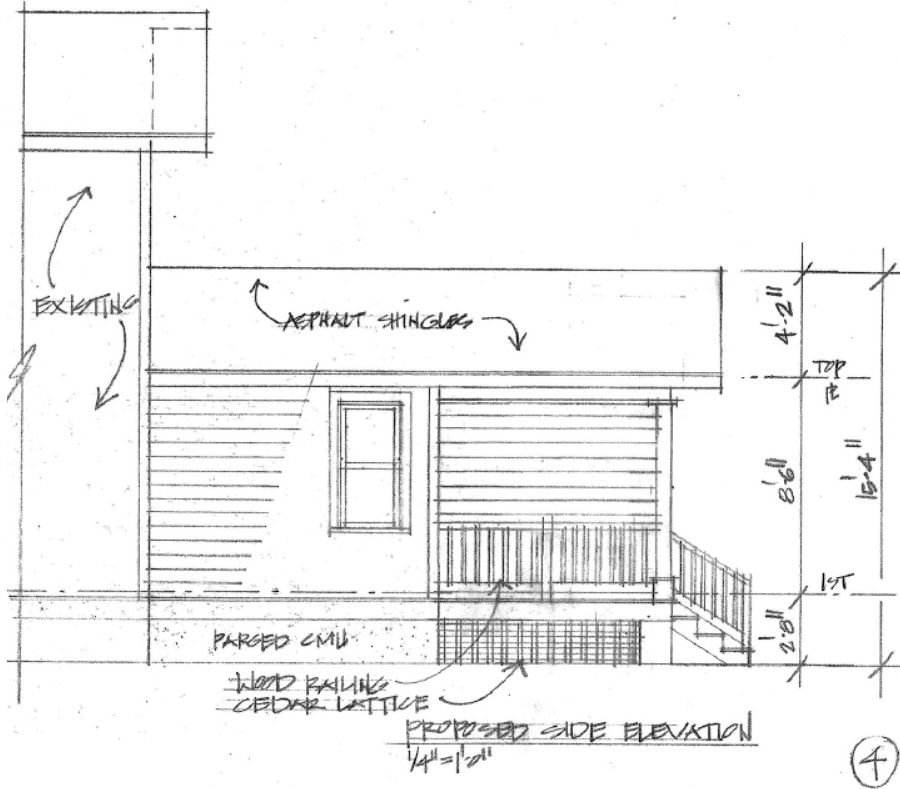 EXISTING
ASPHALT SHINGLES
4'-2"
TOP
PL
8'6"
15'-4"
1ST
2'-8"
PARGED CMU
WOOD RAILING
CEDAR LATTICE
PROPOSED SIDE ELEVATION
1/4"=1'0"
4